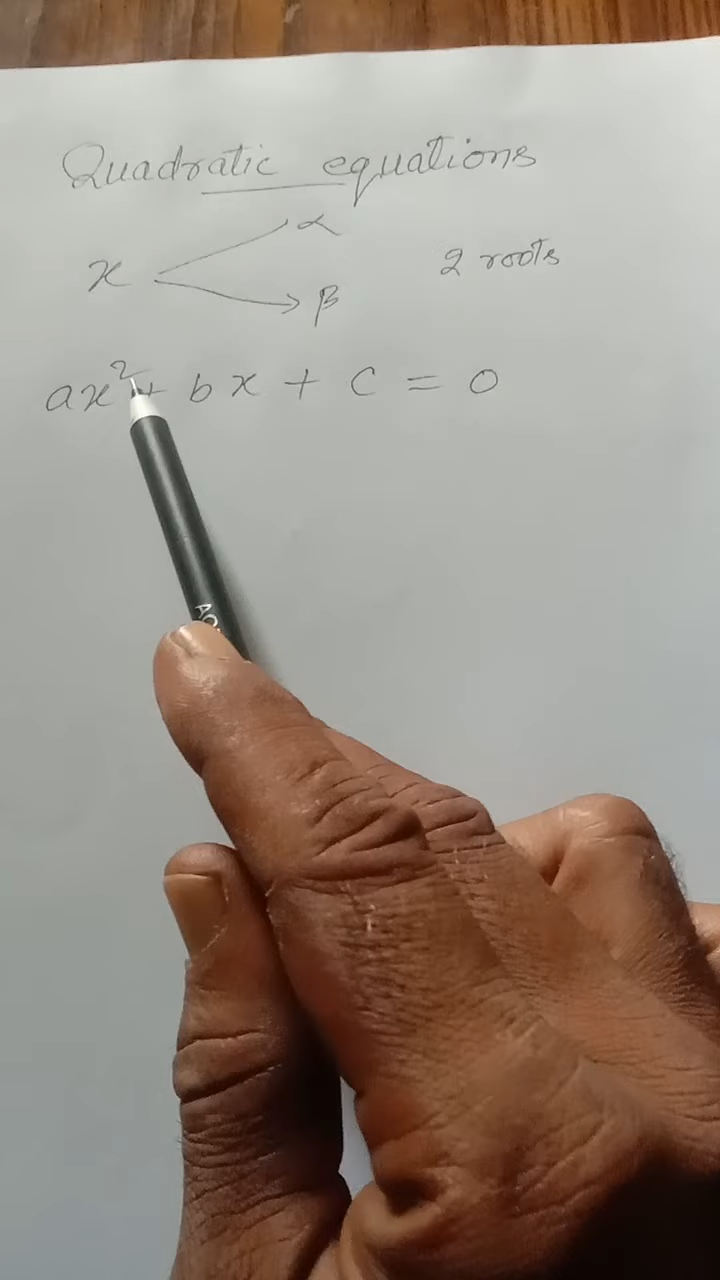 Quadratic equations
x α 2 roots
β
ax² + bx + c = 0